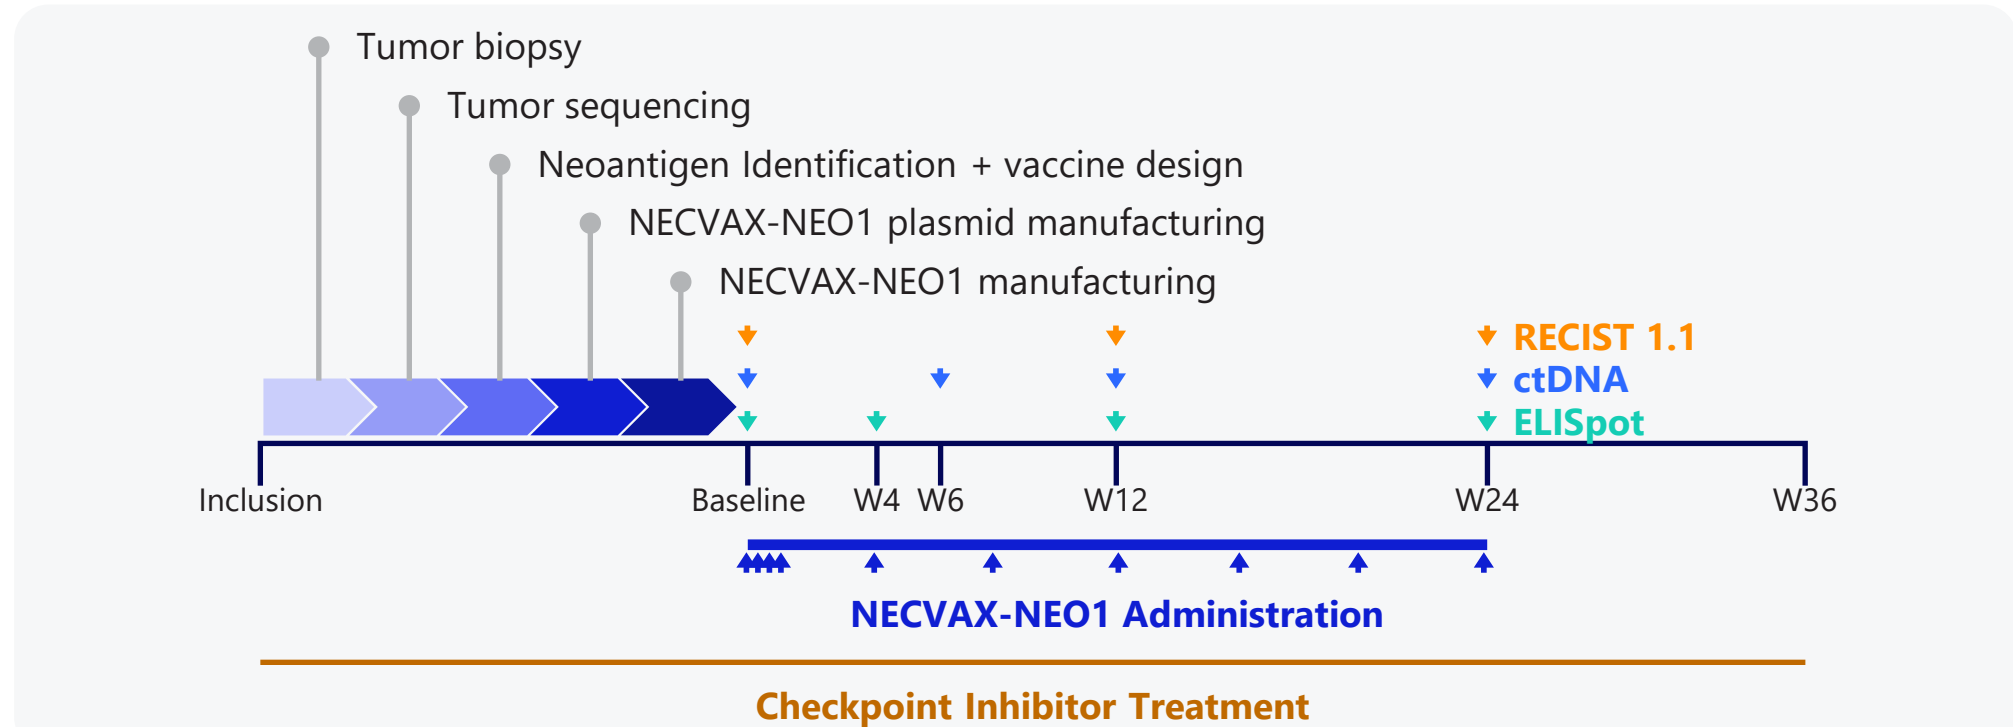 Tumor biopsy
Tumor sequencing
Neoantigen Identification + vaccine design
NECVAX-NEO1 plasmid manufacturing
NECVAX-NEO1 manufacturing
RECIST 1.1
ctDNA
ELISpot
Inclusion Baseline W4 W6 W12 W24 W36
NECVAX-NEO1 Administration
Checkpoint Inhibitor Treatment